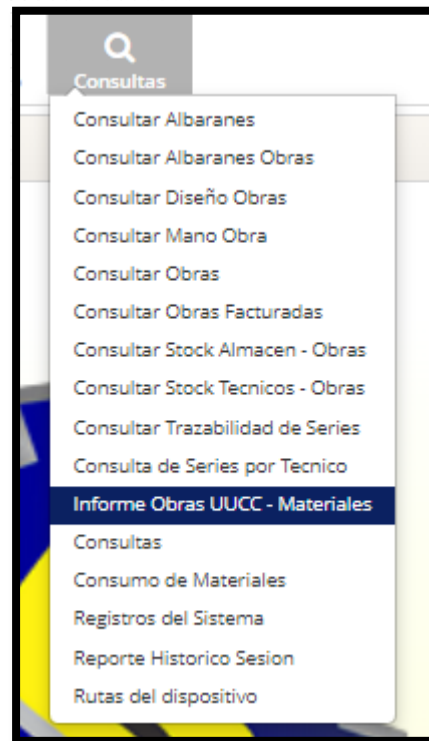 Consultas
Consultar Albaranes
Consultar Albaranes Obras
Consultar Diseño Obras
Consultar Mano Obra
Consultar Obras
Consultar Obras Facturadas
Consultar Stock Almacen - Obras
Consultar Stock Tecnicos - Obras
Consultar Trazabilidad de Series
Consulta de Series por Tecnico
Informe Obras UUCC - Materiales
Consultas
Consumo de Materiales
Registros del Sistema
Reporte Historico Sesion
Rutas del dispositivo